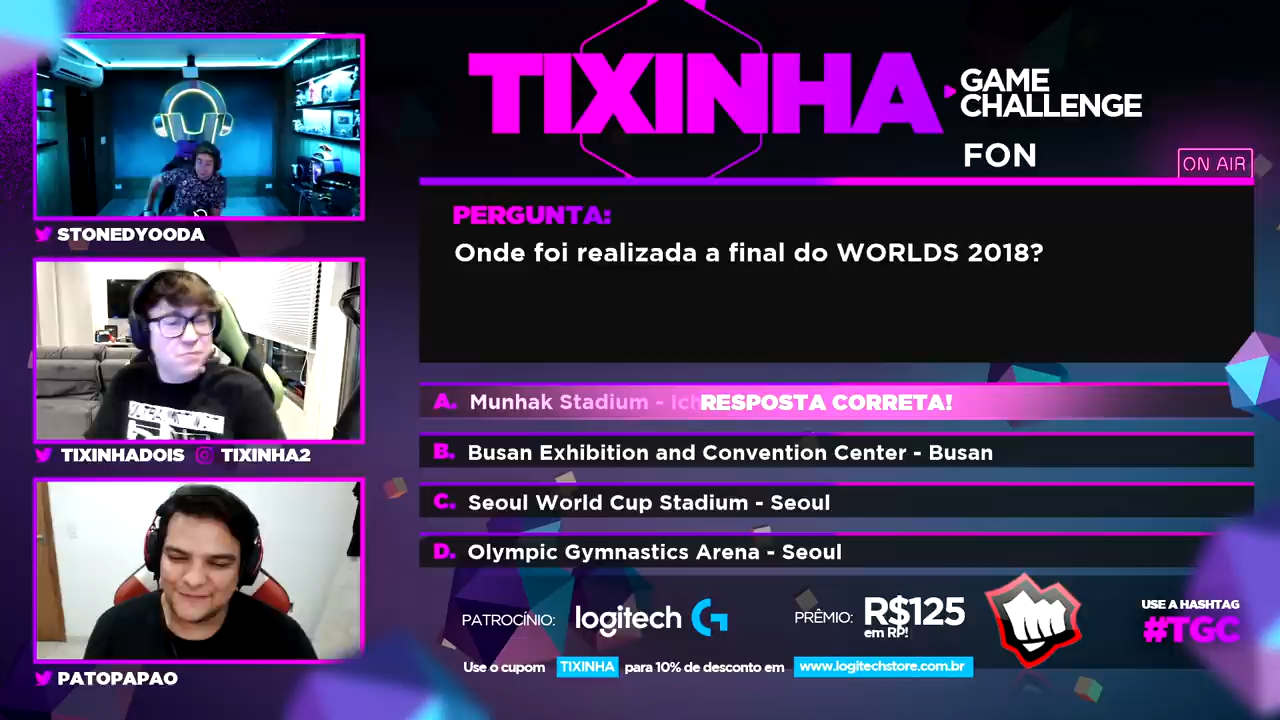 TIXINHA
GAME
CHALLENGE
FON
ON AIR
STONEDYOODA
TIXINHADOIS TIXINHA2
PATOPAPAO
PERGUNTA:
Onde foi realizada a final do WORLDS 2018?
A. Munhak Stadium - Ich
RESPOSTA CORRETA!
B. Busan Exhibition and Convention Center - Busan
C. Seoul World Cup Stadium - Seoul
D. Olympic Gymnastics Arena - Seoul
PATROCÍNIO: logitech G
PRÊMIO: R$125
em RP!
USE A HASHTAG
#TGC
Use o cupom TIXINHA para 10% de desconto em www.logitechstore.com.br